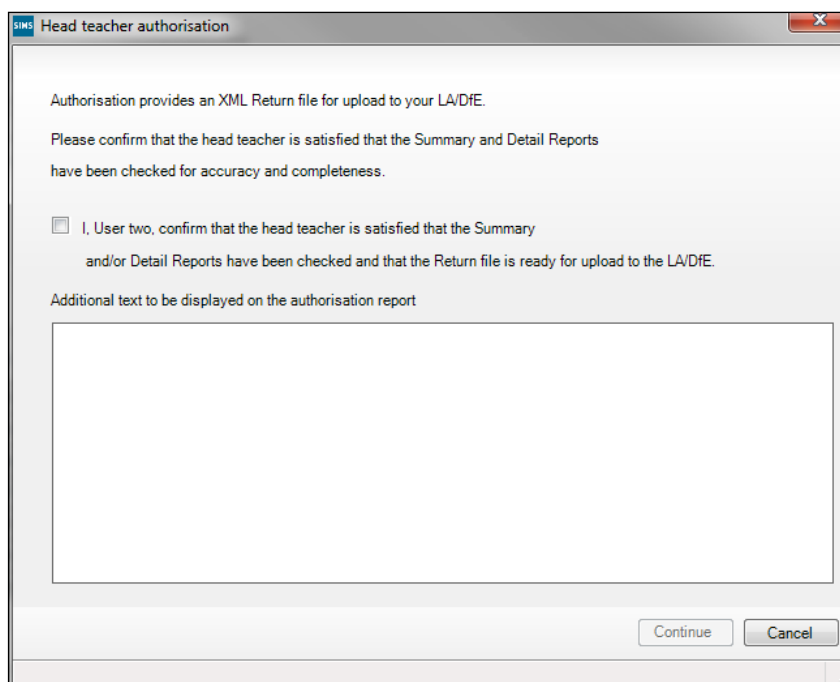 SIMS Head teacher authorisation
Authorisation provides an XML Return file for upload to your LA/DfE.
Please confirm that the head teacher is satisfied that the Summary and Detail Reports
have been checked for accuracy and completeness.
I, User two, confirm that the head teacher is satisfied that the Summary
and/or Detail Reports have been checked and that the Return file is ready for upload to the LA/DfE.
Additional text to be displayed on the authorisation report
Continue Cancel